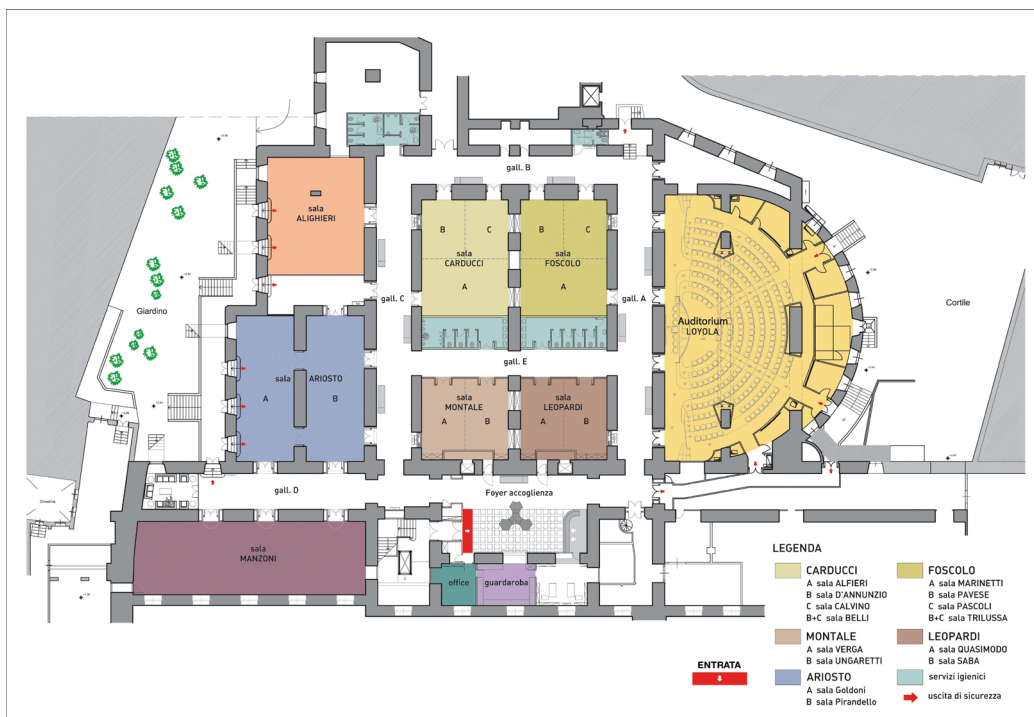 gall. B
sala
ALIGHIERI
B
C
B
C
sala
CARDUCCI
sala
FOSCOLO
A
A
gall. C
gall. A
Giardino
Cortile
Auditorium
LOYOLA
gall. E
sala
ARIOSTO
A
B
sala
MONTALE
A
B
sala
LEOPARDI
A
B
gall. D
Foyer accoglienza
sala
MANZONI
office
guardaroba
LEGENDA
CARDUCCI
A sala ALFIERI
B sala D'ANNUNZIO
C sala CALVINO
B+C sala BELLI
FOSCOLO
A sala MARINETTI
B sala PAVESE
C sala PASCOLI
B+C sala TRILUSSA
MONTALE
A sala VERGA
B sala UNGARETTI
LEOPARDI
A sala QUASIMODO
B sala SABA
ARIOSTO
A sala Goldoni
B sala Pirandello
servizi igienici
uscita di sicurezza
ENTRATA